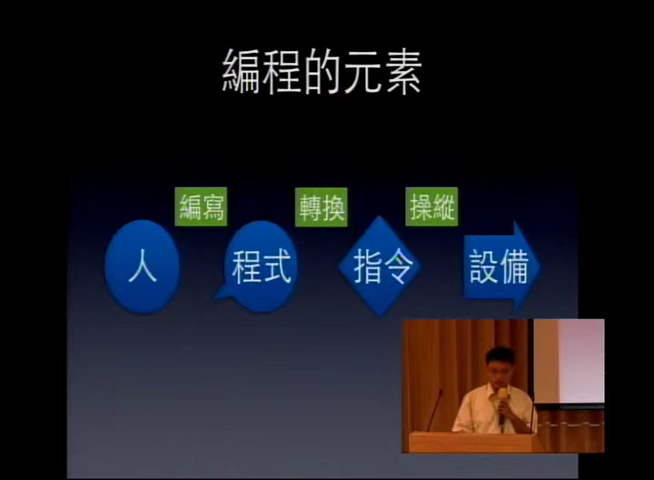 編程的元素
編寫 轉換 操縱
人 程式 指令 設備